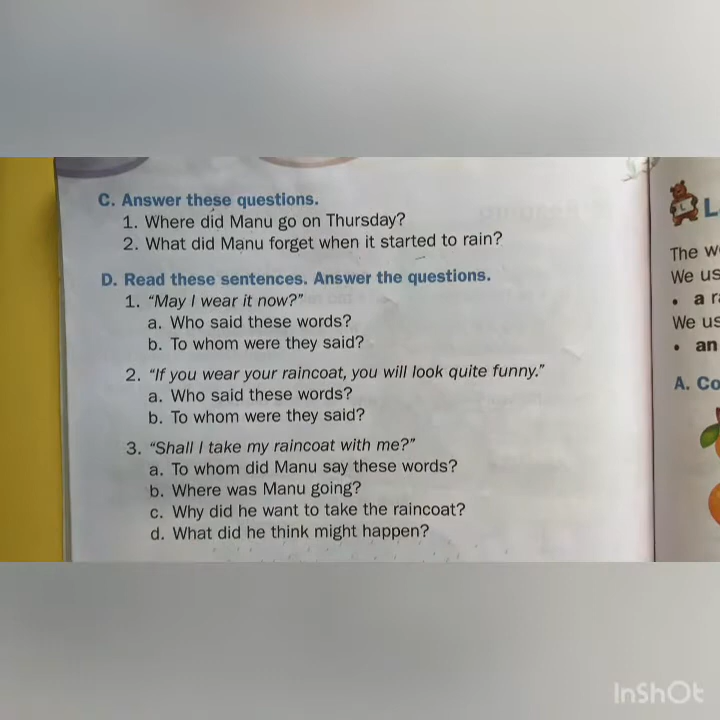 C. Answer these questions.
1. Where did Manu go on Thursday?
2. What did Manu forget when it started to rain?
D. Read these sentences. Answer the questions.
1. “May I wear it now?”
a. Who said these words?
b. To whom were they said?
2. “If you wear your raincoat, you will look quite funny.”
a. Who said these words?
b. To whom were they said?
3. “Shall I take my raincoat with me?”
a. To whom did Manu say these words?
b. Where was Manu going?
c. Why did he want to take the raincoat?
d. What did he think might happen?
L
The
We
• a
We
• an
A.
InShOt